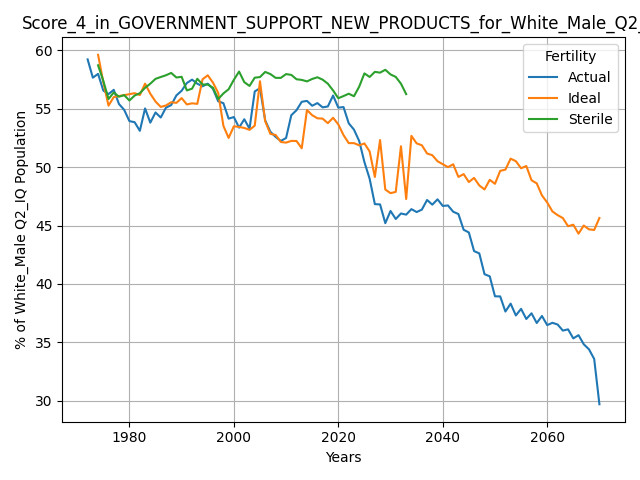 Score_4_in_GOVERNMENT_SUPPORT_NEW_PRODUCTS_for_White_Male_Q2_
Fertility
Actual
Ideal
Sterile
% of White_Male Q2_IQ Population
60
55
50
45
40
35
30
1980
2000
2020
2040
2060
Years